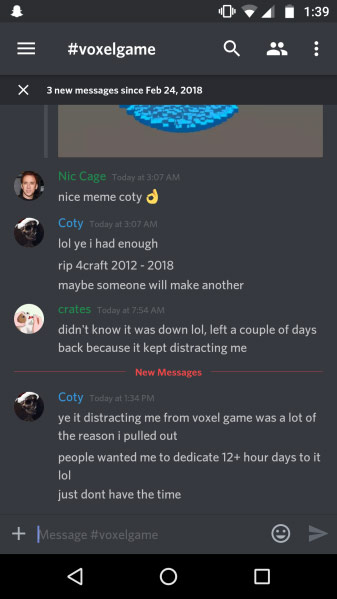 1:39
#voxelgame
3 new messages since Feb 24, 2018
Nic Cage Today at 3:07 AM
nice meme coty 👌
Coty Today at 3:07 AM
lol ye i had enough
rip 4craft 2012 - 2018
maybe someone will make another
crates Today at 7:54 AM
didn't know it was down lol, left a couple of days
back because it kept distracting me
New Messages
Coty Today at 1:34 PM
ye it distracting me from voxel game was a lot of
the reason i pulled out
people wanted me to dedicate 12+ hour days to it
lol
just dont have the time
Message #voxelgame